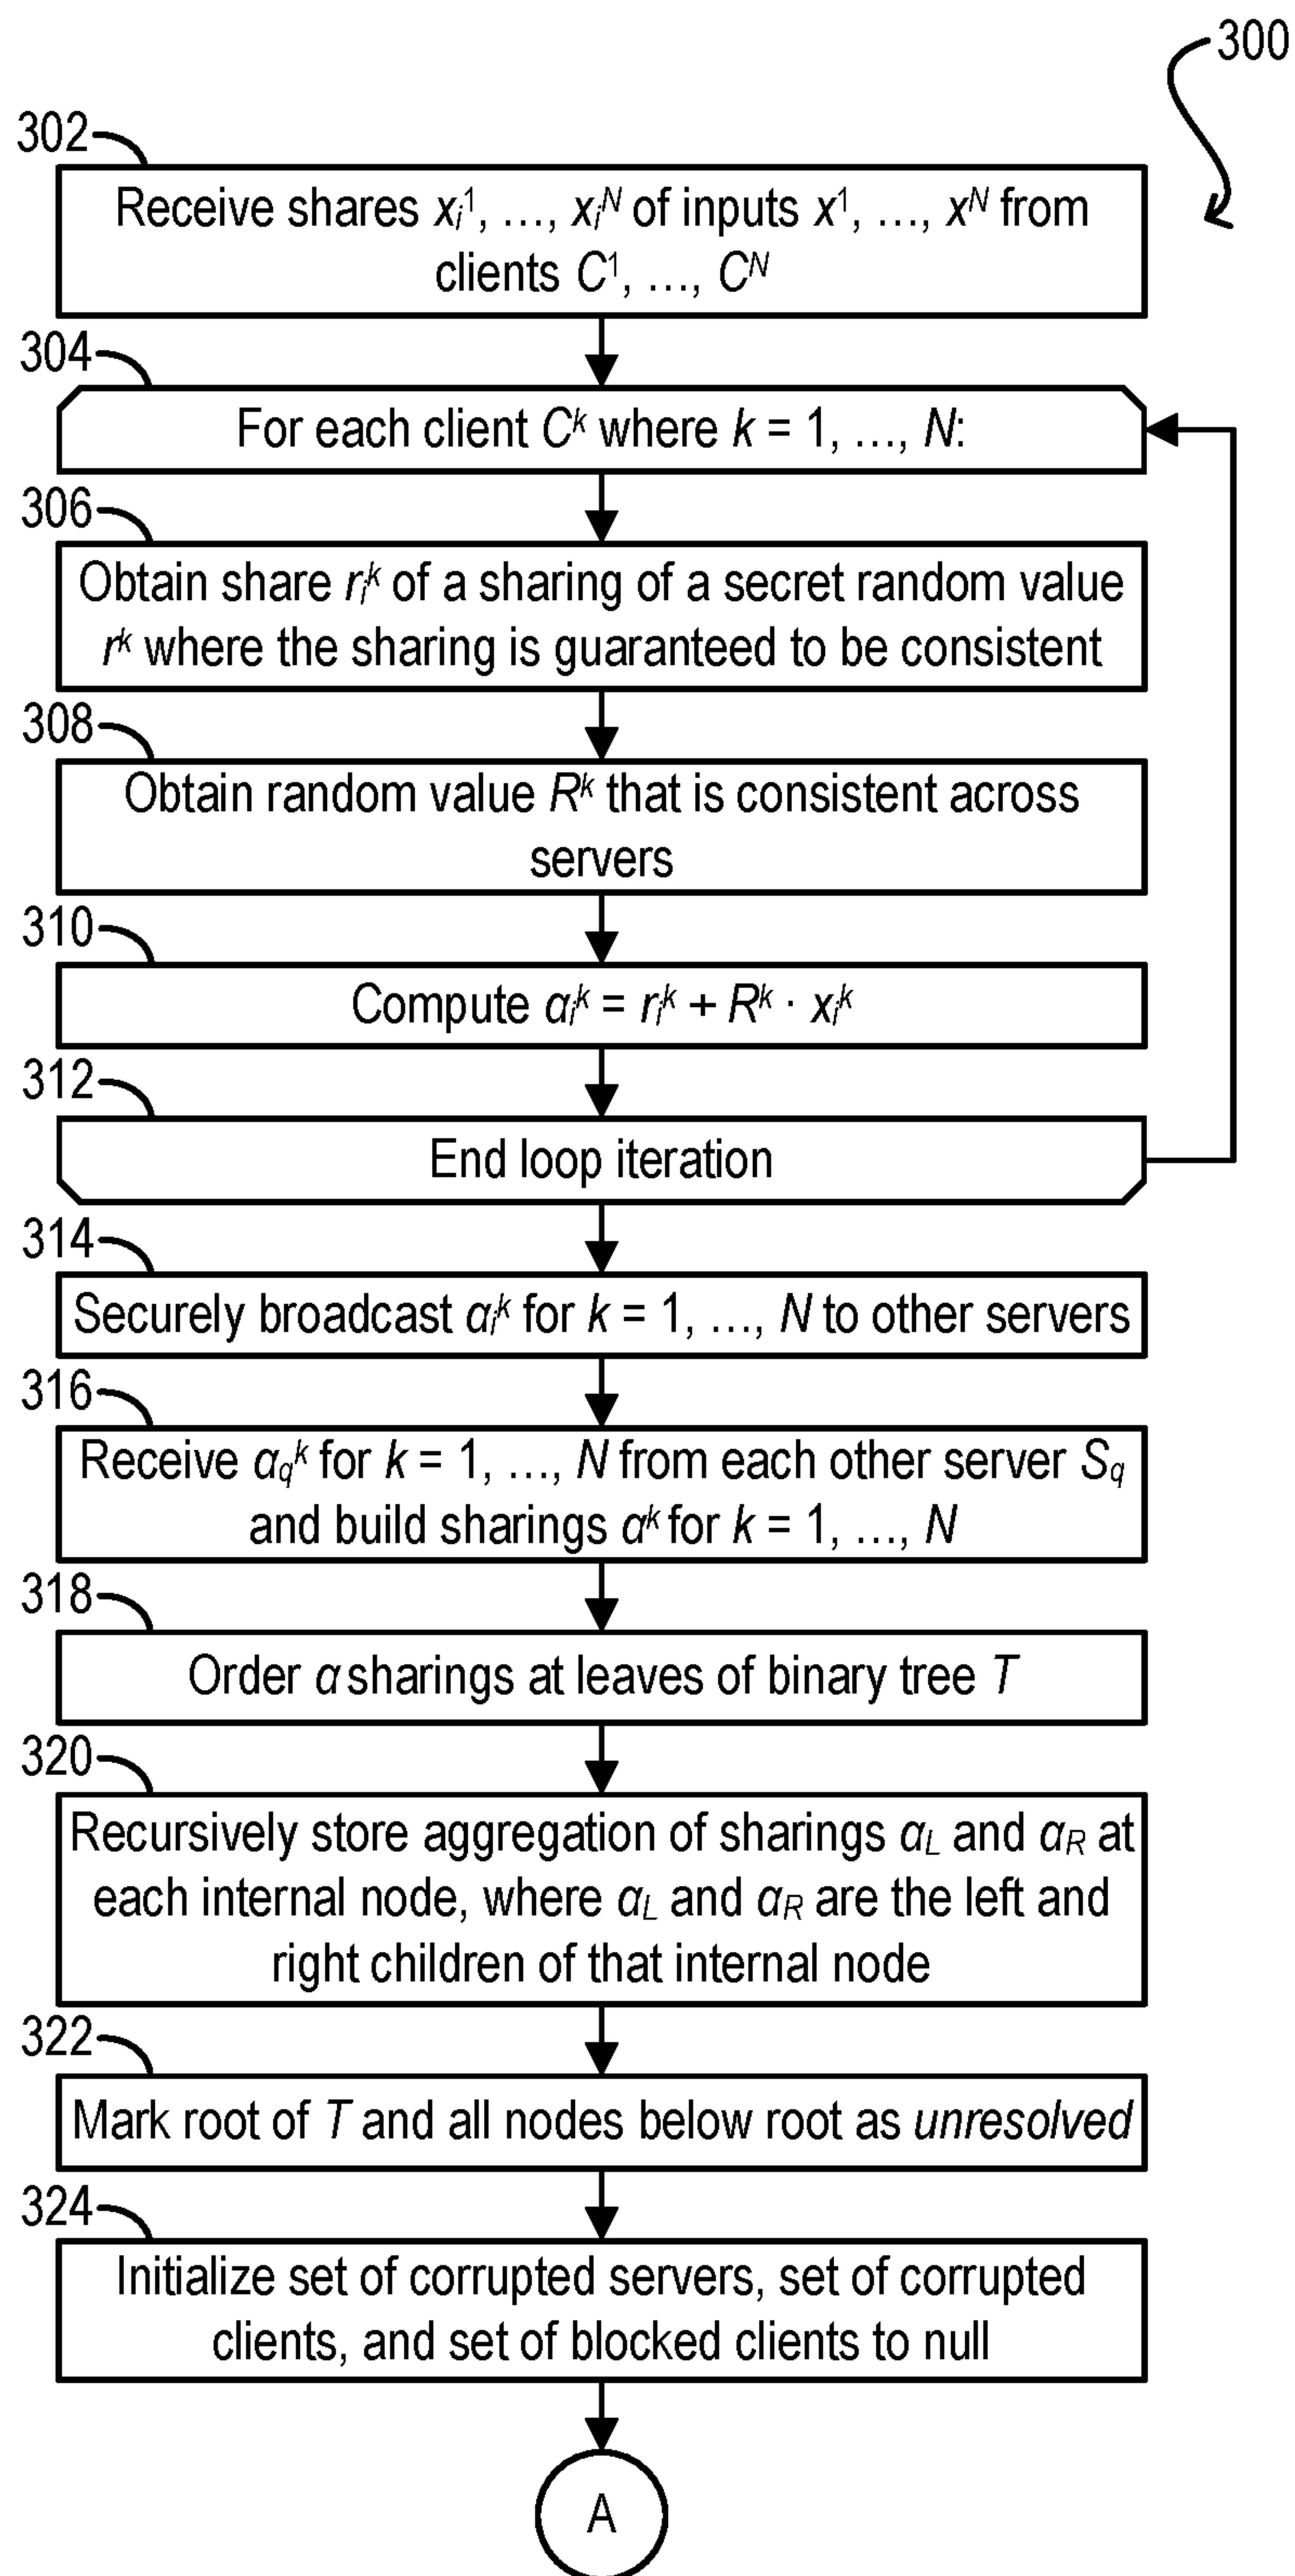 300
302
Receive shares xᵢ¹, …, xᵢᴺ of inputs x¹, …, xᴺ from
clients C¹, …, Cᴺ
304
For each client Cᵏ where k = 1, …, N:
306
Obtain share rᵢᵏ of a sharing of a secret random value
rᵏ where the sharing is guaranteed to be consistent
308
Obtain random value Rᵏ that is consistent across
servers
310
Compute αᵢᵏ = rᵢᵏ + Rᵏ · xᵢᵏ
312
End loop iteration
314
Securely broadcast αᵢᵏ for k = 1, …, N to other servers
316
Receive α_qᵏ for k = 1, …, N from each other server S_q
and build sharings αᵏ for k = 1, …, N
318
Order α sharings at leaves of binary tree T
320
Recursively store aggregation of sharings α_L and α_R at
each internal node, where α_L and α_R are the left and
right children of that internal node
322
Mark root of T and all nodes below root as unresolved
324
Initialize set of corrupted servers, set of corrupted
clients, and set of blocked clients to null
A